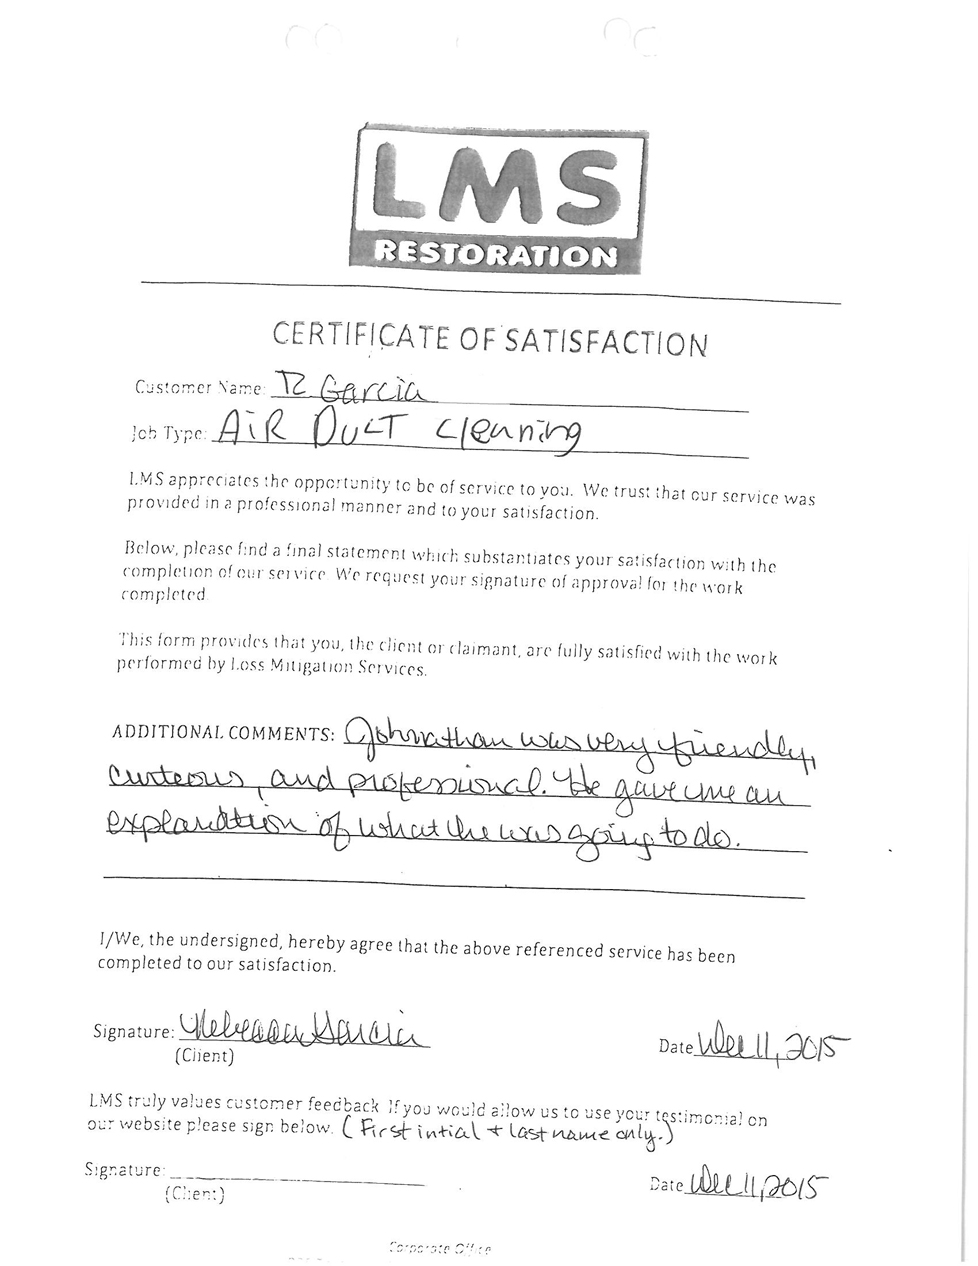 LMS
RESTORATION
CERTIFICATE OF SATISFACTION
Customer Name: R Garcia
Job Type: AiR DucT cleaning
LMS appreciates the opportunity to be of service to you. We trust that our service was
provided in a professional manner and to your satisfaction.
Below, please find a final statement which substantiates your satisfaction with the
completion of our service. We request your signature of approval for the work
completed.
This form provides that you, the client or claimant, are fully satisfied with the work
performed by Loss Mitigation Services.
ADDITIONAL COMMENTS: Johnathan was very friendly,
curteous, and professional. He gave me an
explanation of what he was going to do.
I/We, the undersigned, hereby agree that the above referenced service has been
completed to our satisfaction.
Signature: Rebecca Garcia
Date Dec 11, 2015
(Client)
LMS truly values customer feedback. If you would allow us to use your testimonial on
our website please sign below. (First intial + last name only.)
Signature:
Date Dec 11, 2015
(Client)
Corporate Office